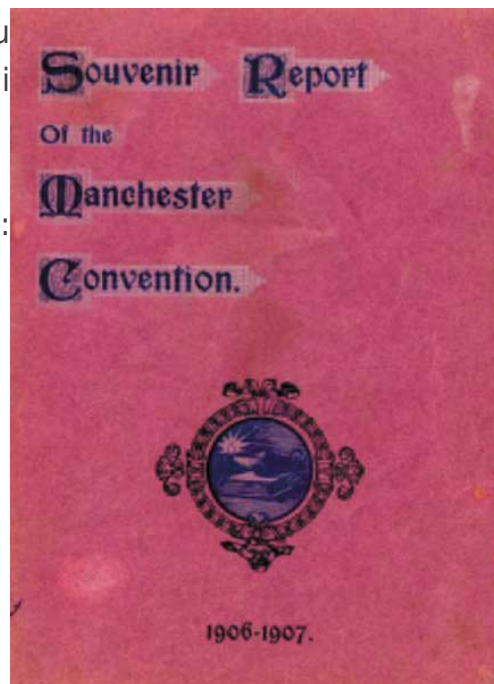 u
i
:
Souvenir Report
Of the
Manchester
Convention.
1906-1907.